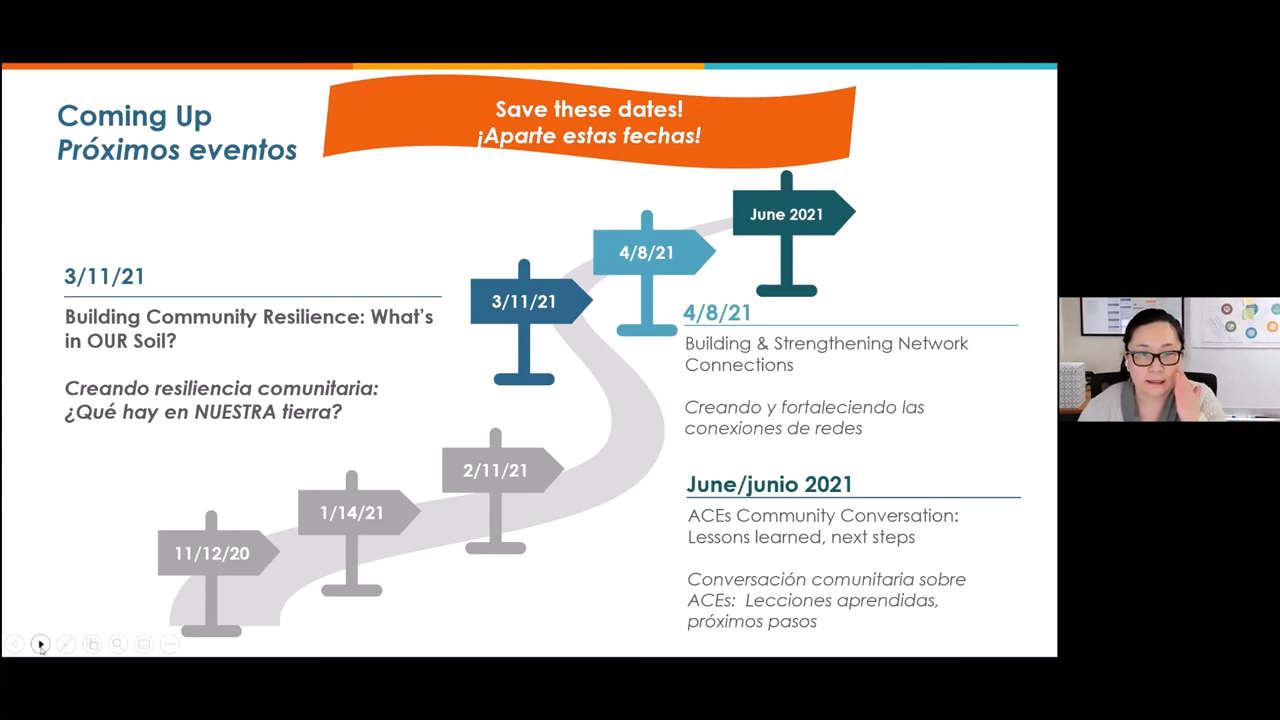 Coming Up
Próximos eventos
Save these dates!
¡Aparte estas fechas!
June 2021
4/8/21
3/11/21
2/11/21
1/14/21
11/12/20
3/11/21
Building Community Resilience: What's
in OUR Soil?
Creando resiliencia comunitaria:
¿Qué hay en NUESTRA tierra?
4/8/21
Building & Strengthening Network
Connections
Creando y fortaleciendo las
conexiones de redes
June/junio 2021
ACEs Community Conversation:
Lessons learned, next steps
Conversación comunitaria sobre
ACEs:  Lecciones aprendidas,
próximos pasos